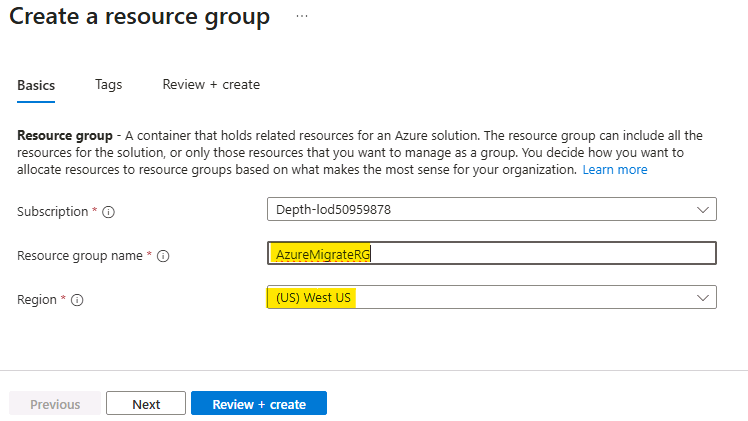 Create a resource group ...
Basics Tags Review + create
Resource group - A container that holds related resources for an Azure solution. The resource group can include all the
resources for the solution, or only those resources that you want to manage as a group. You decide how you want to
allocate resources to resource groups based on what makes the most sense for your organization. Learn more
Subscription * Depth-lod50959878
Resource group name * AzureMigrateRG
Region * (US) West US
Previous Next Review + create